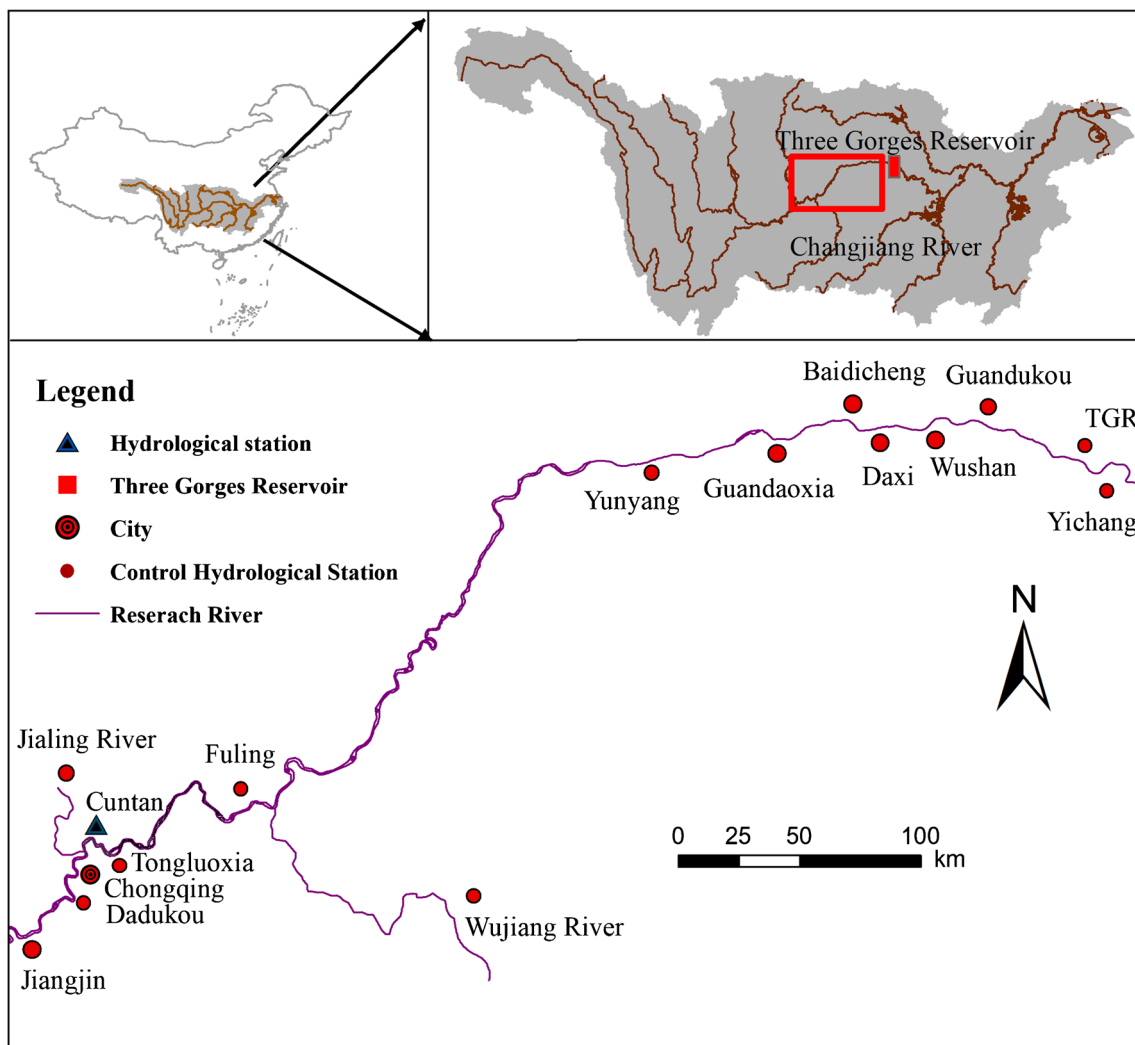 Three Gorges Reservoir
Changjiang River
Legend
Hydrological station
Three Gorges Reservoir
City
Control Hydrological Station
Reserach River
Baidicheng
Guandukou
TGR
Yunyang
Guandaoxia
Daxi
Wushan
Yichang
N
Jialing River
Fuling
Cuntan
Tongluoxia
Chongqing
Dadukou
Jiangjin
Wujiang River
0 25 50 100
km